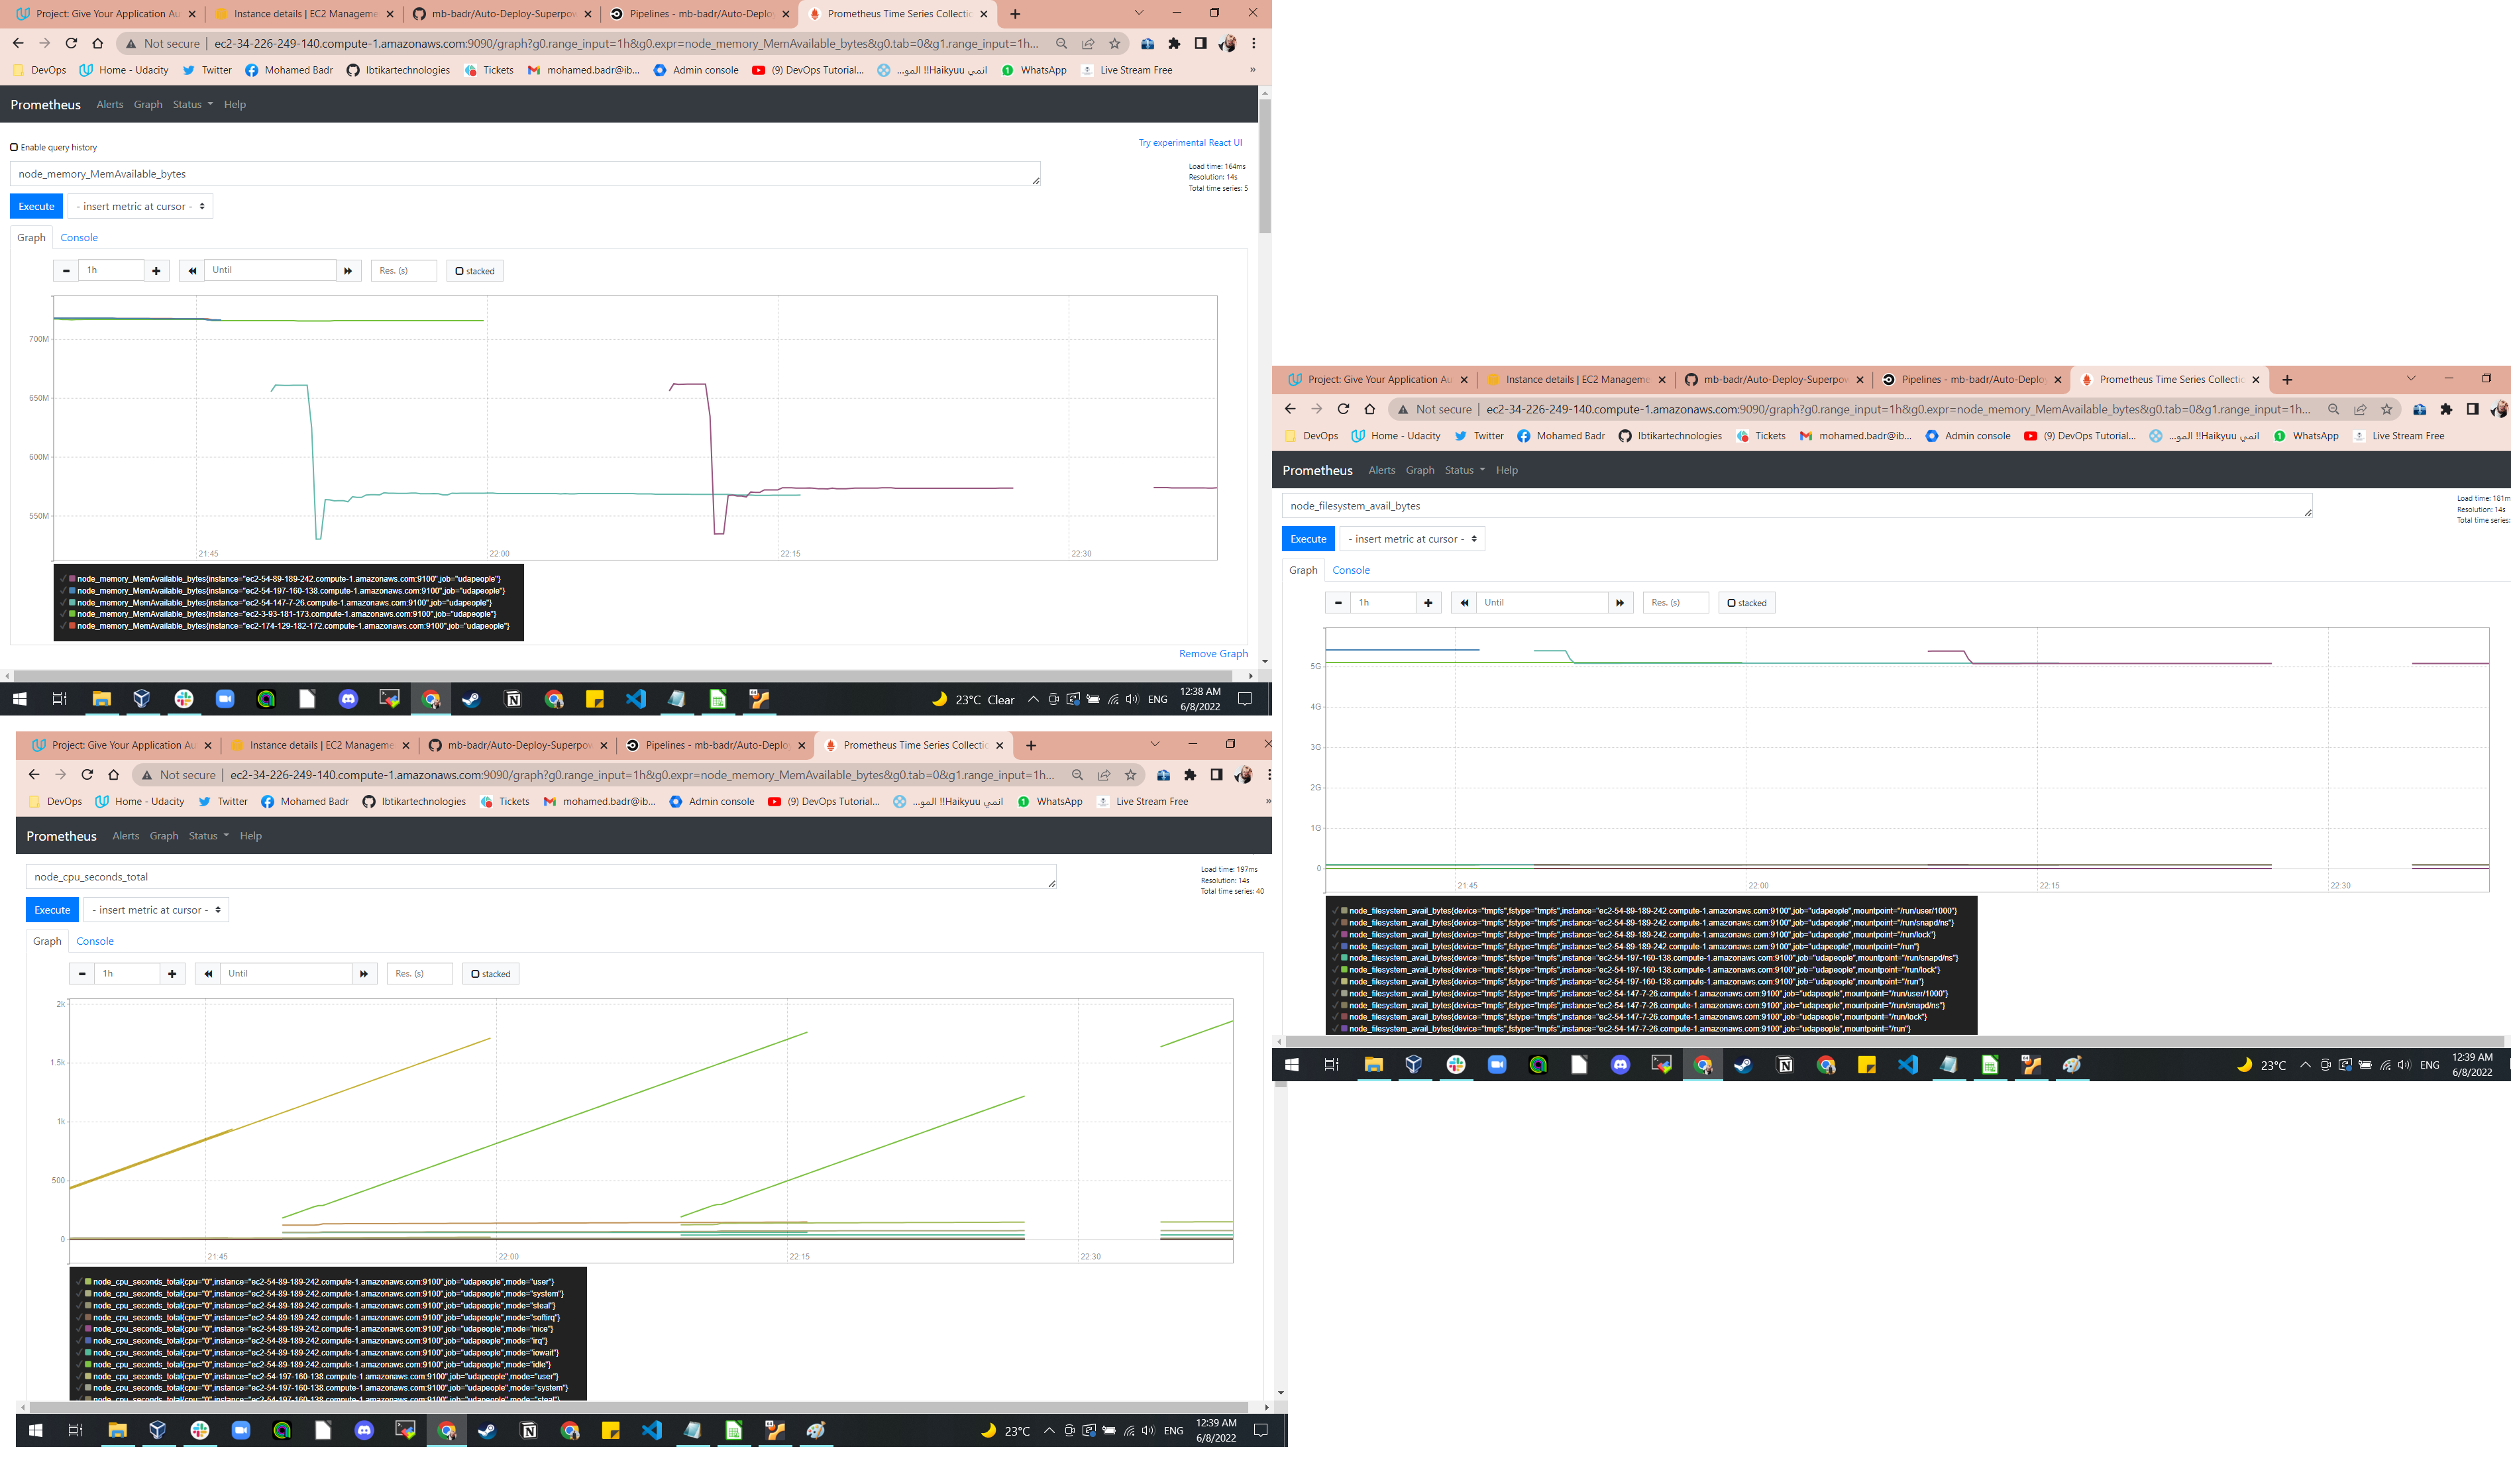 Project: Give Your Application Au
Instance details | EC2 Manageme
mb-badr/Auto-Deploy-Superpow
Pipelines - mb-badr/Auto-Deploy
Prometheus Time Series Collectio
Not secure | ec2-34-226-249-140.compute-1.amazonaws.com:9090/graph?g0.range_input=1h&g0.expr=node_memory_MemAvailable_bytes&g0.tab=0&g1.range_input=1h...
DevOps Home - Udacity Twitter Mohamed Badr Ibtikartechnologies Tickets mohamed.badr@ib... Admin console (9) DevOps Tutorial... انمي Haikyuu!! المو... WhatsApp Live Stream Free »
Prometheus Alerts Graph Status Help
Enable query history
Try experimental React UI
node_memory_MemAvailable_bytes
Load time: 164ms
Resolution: 14s
Total time series: 5
Execute - insert metric at cursor -
Graph Console
1h Until Res. (s) stacked
700M
650M
600M
550M
21:45 22:00 22:15 22:30
node_memory_MemAvailable_bytes{instance="ec2-54-89-189-242.compute-1.amazonaws.com:9100",job="udapeople"}
node_memory_MemAvailable_bytes{instance="ec2-54-197-160-138.compute-1.amazonaws.com:9100",job="udapeople"}
node_memory_MemAvailable_bytes{instance="ec2-54-147-7-26.compute-1.amazonaws.com:9100",job="udapeople"}
node_memory_MemAvailable_bytes{instance="ec2-3-93-181-173.compute-1.amazonaws.com:9100",job="udapeople"}
node_memory_MemAvailable_bytes{instance="ec2-174-129-182-172.compute-1.amazonaws.com:9100",job="udapeople"}
Remove Graph
23°C Clear ENG 12:38 AM
6/8/2022
Project: Give Your Application Au
Instance details | EC2 Manageme
mb-badr/Auto-Deploy-Superpow
Pipelines - mb-badr/Auto-Deploy
Prometheus Time Series Collectio
Not secure | ec2-34-226-249-140.compute-1.amazonaws.com:9090/graph?g0.range_input=1h&g0.expr=node_memory_MemAvailable_bytes&g0.tab=0&g1.range_input=1h...
DevOps Home - Udacity Twitter Mohamed Badr Ibtikartechnologies Tickets mohamed.badr@ib... Admin console (9) DevOps Tutorial... انمي Haikyuu!! المو... WhatsApp Live Stream Free
Prometheus Alerts Graph Status Help
node_filesystem_avail_bytes
Load time: 181m
Resolution: 14s
Total time series:
Execute - insert metric at cursor -
Graph Console
1h Until Res. (s) stacked
5G
4G
3G
2G
1G
0
21:45 22:00 22:15 22:30
node_filesystem_avail_bytes{device="tmpfs",fstype="tmpfs",instance="ec2-54-89-189-242.compute-1.amazonaws.com:9100",job="udapeople",mountpoint="/run/user/1000"}
node_filesystem_avail_bytes{device="tmpfs",fstype="tmpfs",instance="ec2-54-89-189-242.compute-1.amazonaws.com:9100",job="udapeople",mountpoint="/run/snapd/ns"}
node_filesystem_avail_bytes{device="tmpfs",fstype="tmpfs",instance="ec2-54-89-189-242.compute-1.amazonaws.com:9100",job="udapeople",mountpoint="/run/lock"}
node_filesystem_avail_bytes{device="tmpfs",fstype="tmpfs",instance="ec2-54-89-189-242.compute-1.amazonaws.com:9100",job="udapeople",mountpoint="/run"}
node_filesystem_avail_bytes{device="tmpfs",fstype="tmpfs",instance="ec2-54-197-160-138.compute-1.amazonaws.com:9100",job="udapeople",mountpoint="/run/snapd/ns"}
node_filesystem_avail_bytes{device="tmpfs",fstype="tmpfs",instance="ec2-54-197-160-138.compute-1.amazonaws.com:9100",job="udapeople",mountpoint="/run/lock"}
node_filesystem_avail_bytes{device="tmpfs",fstype="tmpfs",instance="ec2-54-197-160-138.compute-1.amazonaws.com:9100",job="udapeople",mountpoint="/run"}
node_filesystem_avail_bytes{device="tmpfs",fstype="tmpfs",instance="ec2-54-147-7-26.compute-1.amazonaws.com:9100",job="udapeople",mountpoint="/run/user/1000"}
node_filesystem_avail_bytes{device="tmpfs",fstype="tmpfs",instance="ec2-54-147-7-26.compute-1.amazonaws.com:9100",job="udapeople",mountpoint="/run/snapd/ns"}
node_filesystem_avail_bytes{device="tmpfs",fstype="tmpfs",instance="ec2-54-147-7-26.compute-1.amazonaws.com:9100",job="udapeople",mountpoint="/run/lock"}
node_filesystem_avail_bytes{device="tmpfs",fstype="tmpfs",instance="ec2-54-147-7-26.compute-1.amazonaws.com:9100",job="udapeople",mountpoint="/run"}
23°C ENG 12:39 AM
6/8/2022
Project: Give Your Application Au
Instance details | EC2 Manageme
mb-badr/Auto-Deploy-Superpow
Pipelines - mb-badr/Auto-Deploy
Prometheus Time Series Collectio
Not secure | ec2-34-226-249-140.compute-1.amazonaws.com:9090/graph?g0.range_input=1h&g0.expr=node_memory_MemAvailable_bytes&g0.tab=0&g1.range_input=1h...
DevOps Home - Udacity Twitter Mohamed Badr Ibtikartechnologies Tickets mohamed.badr@ib... Admin console (9) DevOps Tutorial... انمي Haikyuu!! المو... WhatsApp Live Stream Free »
Prometheus Alerts Graph Status Help
node_cpu_seconds_total
Load time: 197ms
Resolution: 14s
Total time series: 40
Execute - insert metric at cursor -
Graph Console
1h Until Res. (s) stacked
2k
1.5k
1k
500
0
21:45 22:00 22:15 22:30
node_cpu_seconds_total{cpu="0",instance="ec2-54-89-189-242.compute-1.amazonaws.com:9100",job="udapeople",mode="user"}
node_cpu_seconds_total{cpu="0",instance="ec2-54-89-189-242.compute-1.amazonaws.com:9100",job="udapeople",mode="system"}
node_cpu_seconds_total{cpu="0",instance="ec2-54-89-189-242.compute-1.amazonaws.com:9100",job="udapeople",mode="steal"}
node_cpu_seconds_total{cpu="0",instance="ec2-54-89-189-242.compute-1.amazonaws.com:9100",job="udapeople",mode="softirq"}
node_cpu_seconds_total{cpu="0",instance="ec2-54-89-189-242.compute-1.amazonaws.com:9100",job="udapeople",mode="nice"}
node_cpu_seconds_total{cpu="0",instance="ec2-54-89-189-242.compute-1.amazonaws.com:9100",job="udapeople",mode="irq"}
node_cpu_seconds_total{cpu="0",instance="ec2-54-89-189-242.compute-1.amazonaws.com:9100",job="udapeople",mode="iowait"}
node_cpu_seconds_total{cpu="0",instance="ec2-54-89-189-242.compute-1.amazonaws.com:9100",job="udapeople",mode="idle"}
node_cpu_seconds_total{cpu="0",instance="ec2-54-197-160-138.compute-1.amazonaws.com:9100",job="udapeople",mode="user"}
node_cpu_seconds_total{cpu="0",instance="ec2-54-197-160-138.compute-1.amazonaws.com:9100",job="udapeople",mode="system"}
node_cpu_seconds_total{cpu="0",instance="ec2-54-197-160-138.compute-1.amazonaws.com:9100",job="udapeople",mode="steal"}
23°C ENG 12:39 AM
6/8/2022